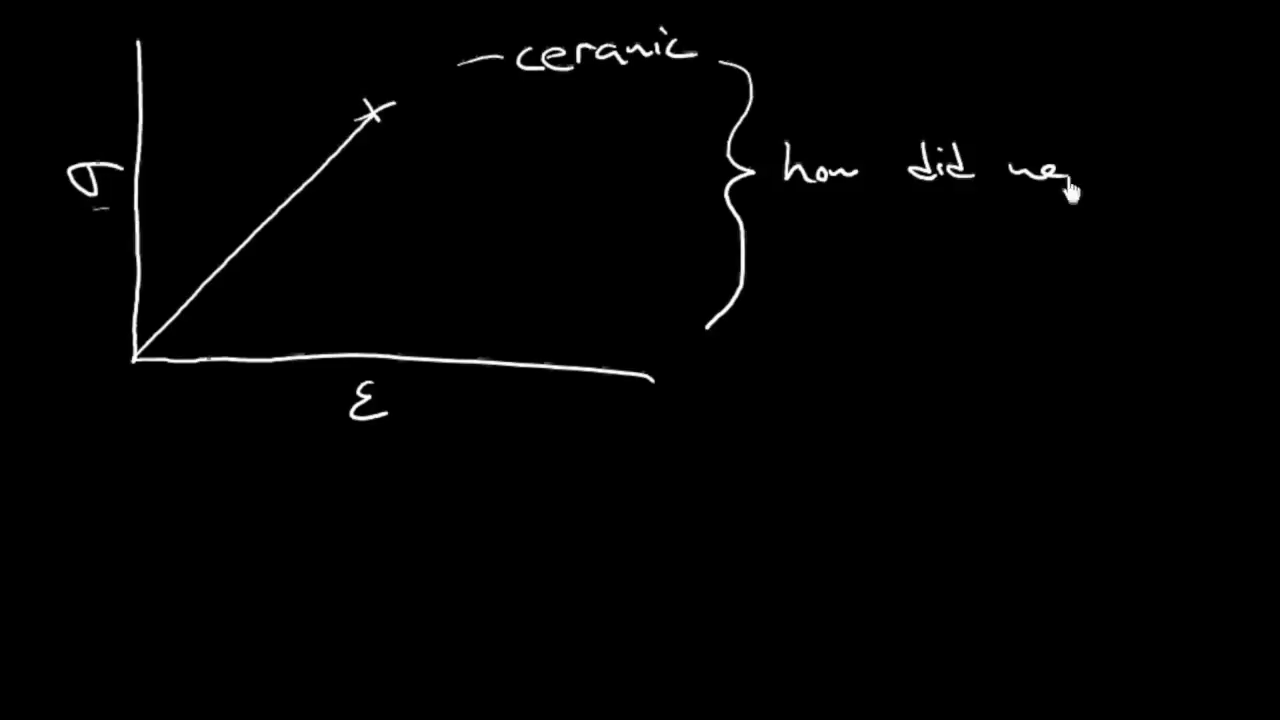 – ceramic
how did we
σ
ε